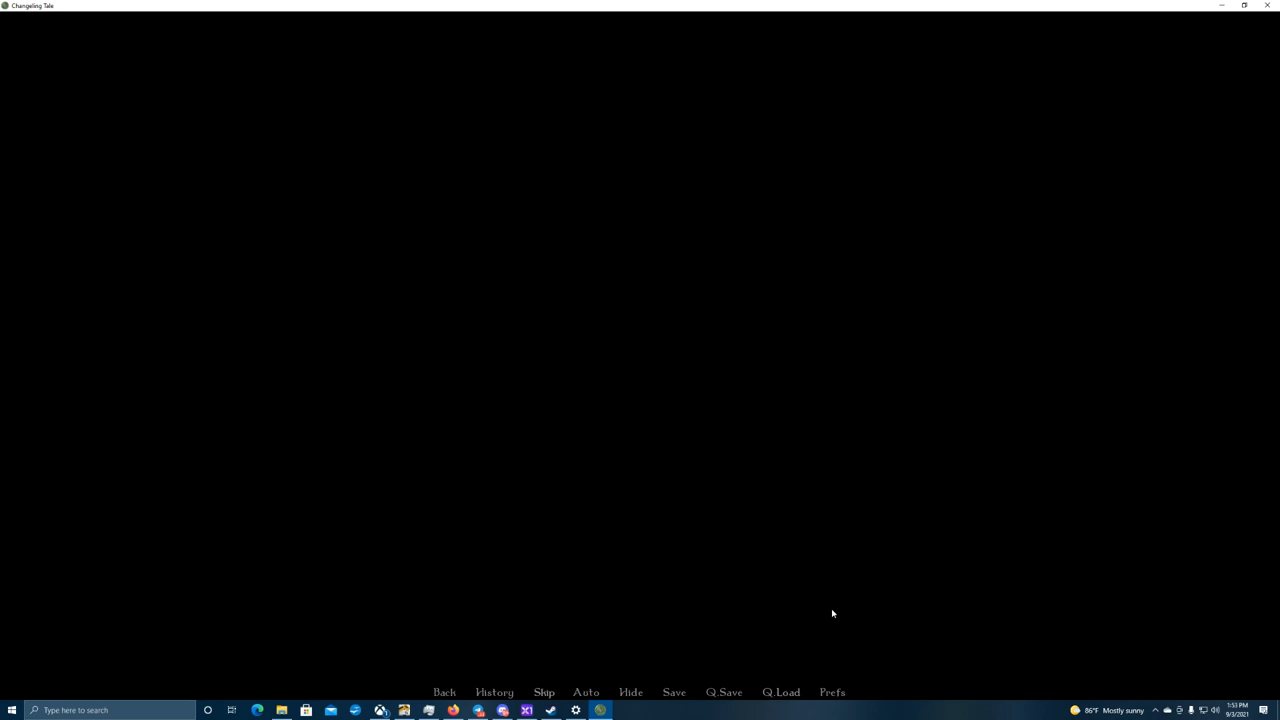 Changeling Tale
Back History Skip Auto Hide Save Q.Save Q.Load Prefs
Type here to search
86°F Mostly sunny
1:53 PM
9/3/2021